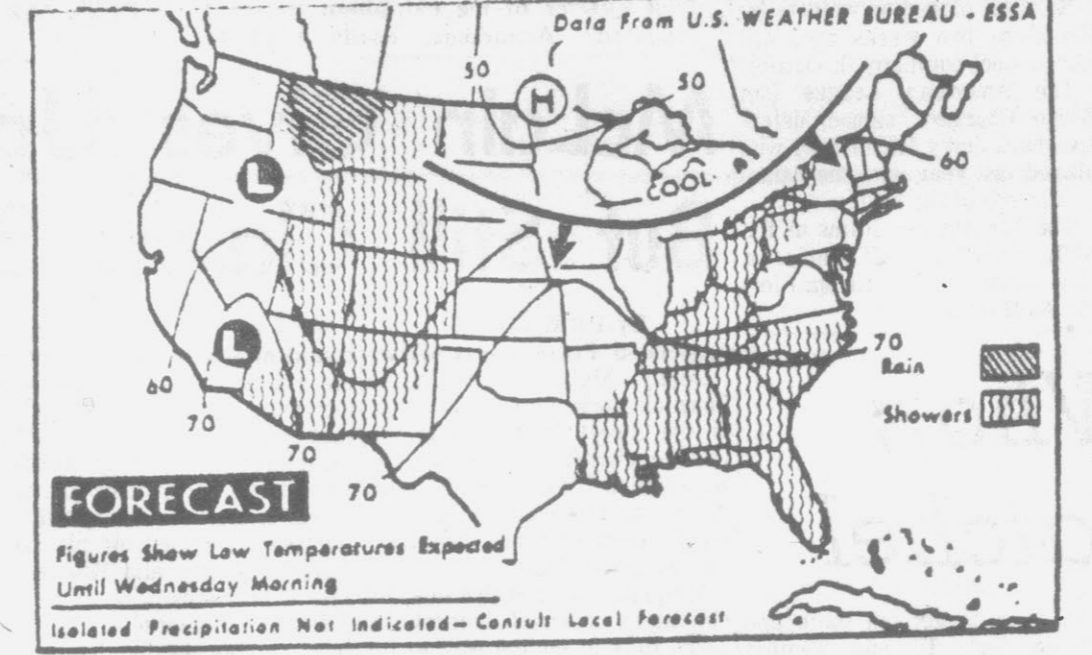 Data From U.S. WEATHER BUREAU - ESSA
50
H
50
L
COOL
60
L
70
60
Rain
70
Showers
70
70
FORECAST
Figures Show Low Temperatures Expected
Until Wednesday Morning
Isolated Precipitation Not Indicated – Consult Local Forecast